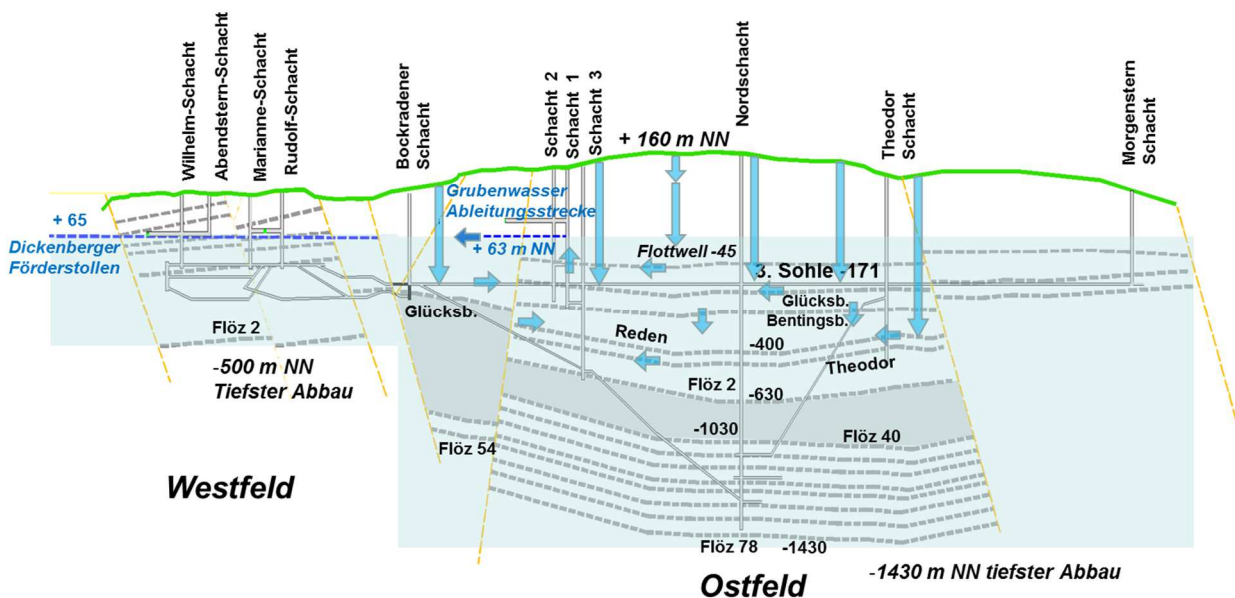 Wilhelm-Schacht
Abendstern-Schacht
Marianne-Schacht
Rudolf-Schacht
Bockradener
Schacht
Schacht 2
Schacht 1
Schacht 3
Nordschacht
Theodor
Schacht
Morgenstern
Schacht
+ 160 m NN
Grubenwasser
Ableitungsstrecke
+ 65
Dickenberger
Förderstollen
+ 63 m NN
Flottwell -45
3. Sohle -171
Glücksb.
Glücksb.
Bentingsb.
Flöz 2
Reden
-400
Theodor
-500 m NN
Tiefster Abbau
Flöz 2
-630
-1030
Flöz 40
Flöz 54
Westfeld
Flöz 78
-1430
-1430 m NN tiefster Abbau
Ostfeld